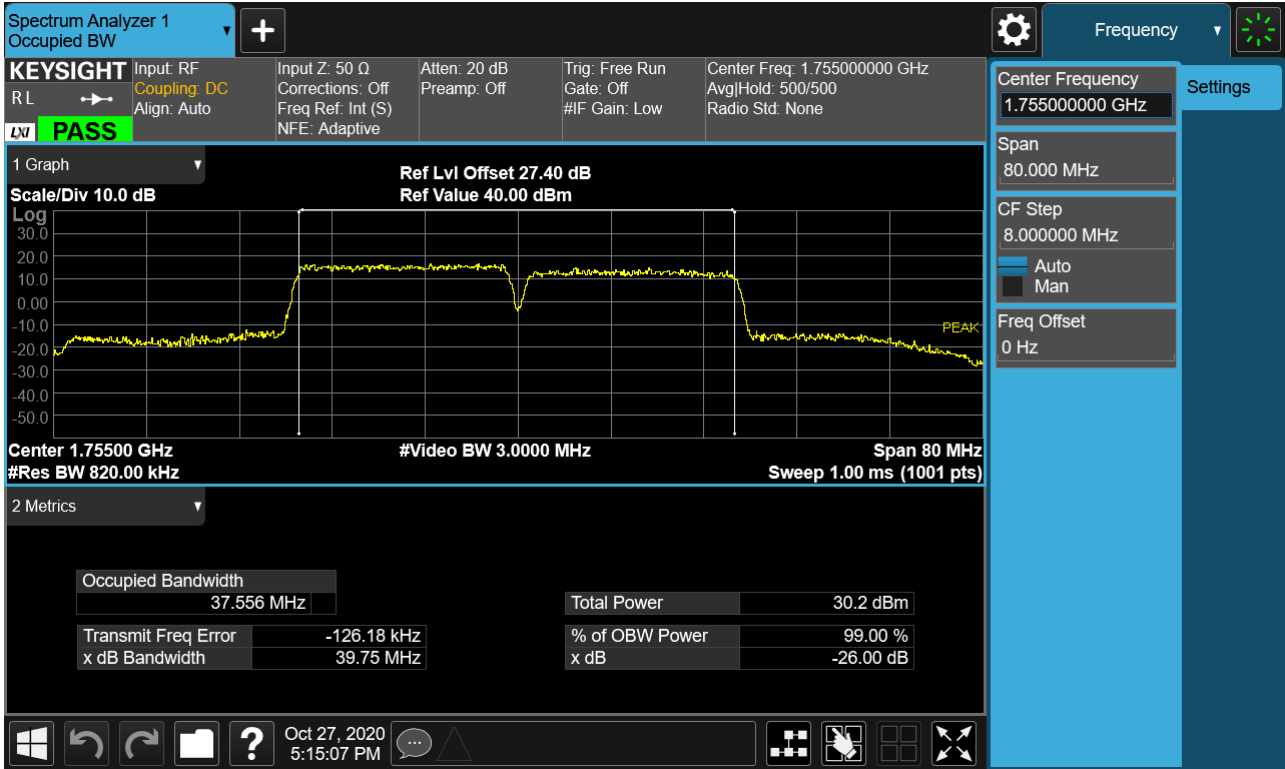 Spectrum Analyzer 1
Occupied BW
Frequency
KEYSIGHT
R L
LXI PASS
Input: RF
Coupling: DC
Align: Auto
Input Z: 50 Ω
Corrections: Off
Freq Ref: Int (S)
NFE: Adaptive
Atten: 20 dB
Preamp: Off
Trig: Free Run
Gate: Off
#IF Gain: Low
Center Freq: 1.755000000 GHz
Avg|Hold: 500/500
Radio Std: None
Center Frequency
1.755000000 GHz
Settings
Span
80.000 MHz
CF Step
8.000000 MHz
Auto
Man
Freq Offset
0 Hz
1 Graph
Scale/Div 10.0 dB
Ref Lvl Offset 27.40 dB
Ref Value 40.00 dBm
Log
30.0
20.0
10.0
0.00
-10.0
-20.0
-30.0
-40.0
-50.0
PEAK
Center 1.75500 GHz
#Video BW 3.0000 MHz
Span 80 MHz
#Res BW 820.00 kHz
Sweep 1.00 ms (1001 pts)
2 Metrics
Occupied Bandwidth
37.556 MHz
Total Power 30.2 dBm
Transmit Freq Error -126.18 kHz
% of OBW Power 99.00 %
x dB Bandwidth 39.75 MHz
x dB -26.00 dB
?
Oct 27, 2020
5:15:07 PM